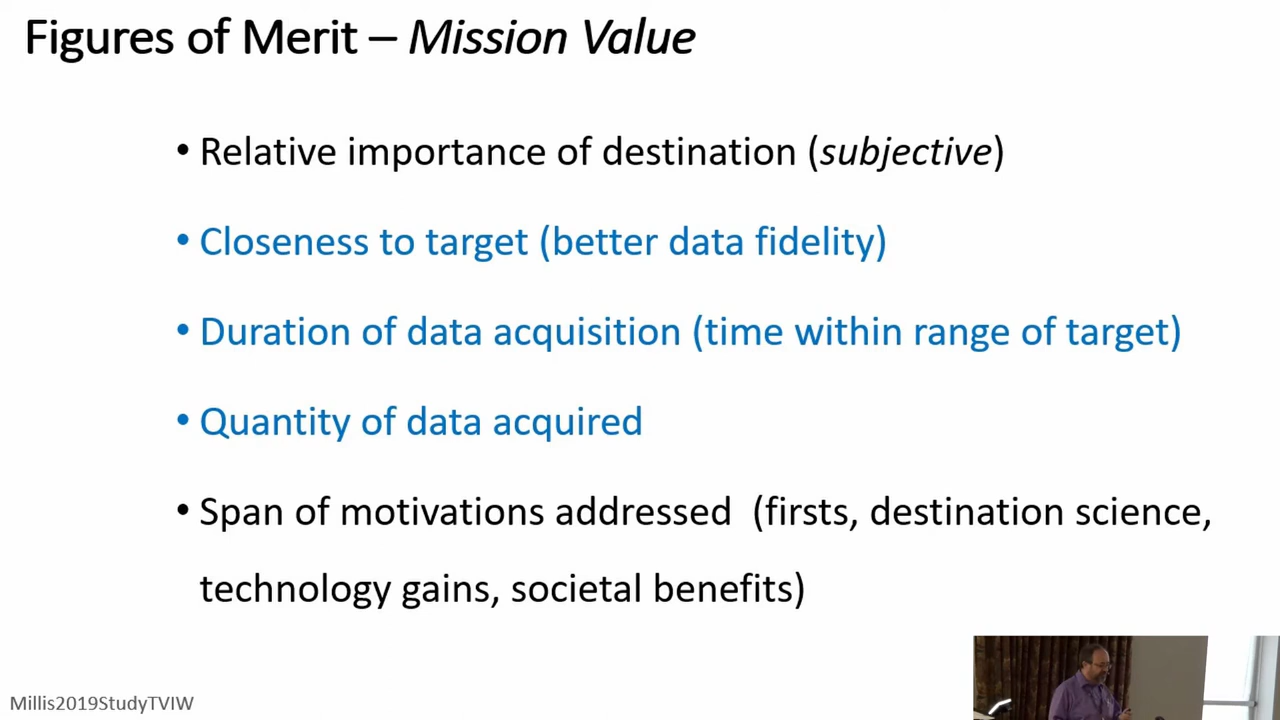 Figures of Merit – Mission Value
• Relative importance of destination (subjective)
• Closeness to target (better data fidelity)
• Duration of data acquisition (time within range of target)
• Quantity of data acquired
• Span of motivations addressed (firsts, destination science,
technology gains, societal benefits)
Millis2019StudyTVIW